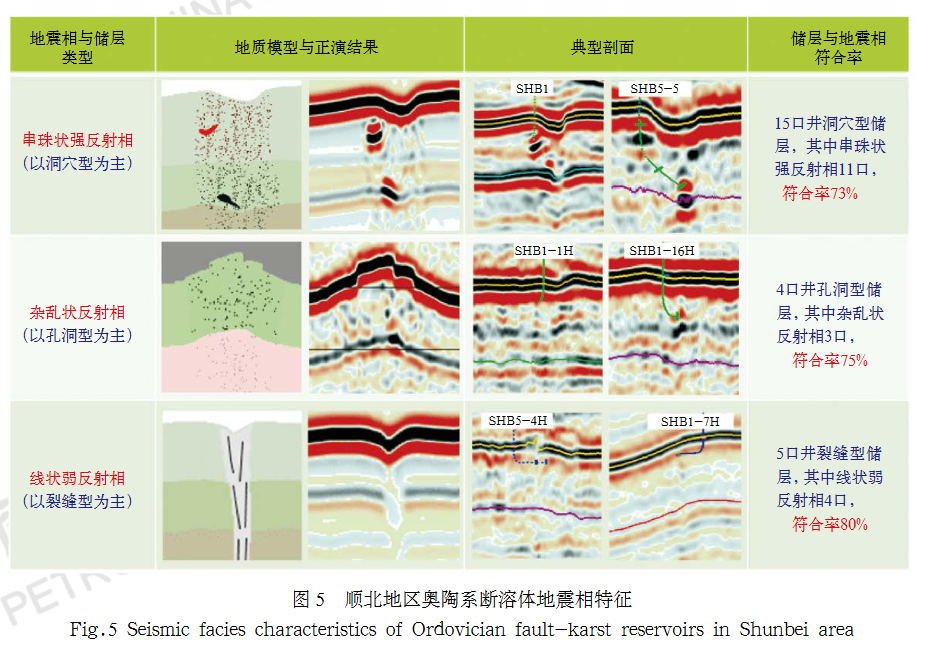 地震相与储层
类型
地质模型与正演结果
典型剖面
储层与地震相
符合率
串珠状强反射相
(以洞穴型为主)
SHB1
SHB5-5
15口井洞穴型储
层，其中串珠状
强反射相11口，
符合率73%
杂乱状反射相
(以孔洞型为主)
SHB1-1H
SHB1-16H
4口井孔洞型储
层，其中杂乱状
反射相3口，
符合率75%
线状弱反射相
(以裂缝型为主)
SHB5-4H
SHB1-7H
5口井裂缝型储
层，其中线状弱
反射相4口，
符合率80%
图 5 顺北地区奥陶系断溶体地震相特征
Fig.5 Seismic facies characteristics of Ordovician fault-karst reservoirs in Shunbei area